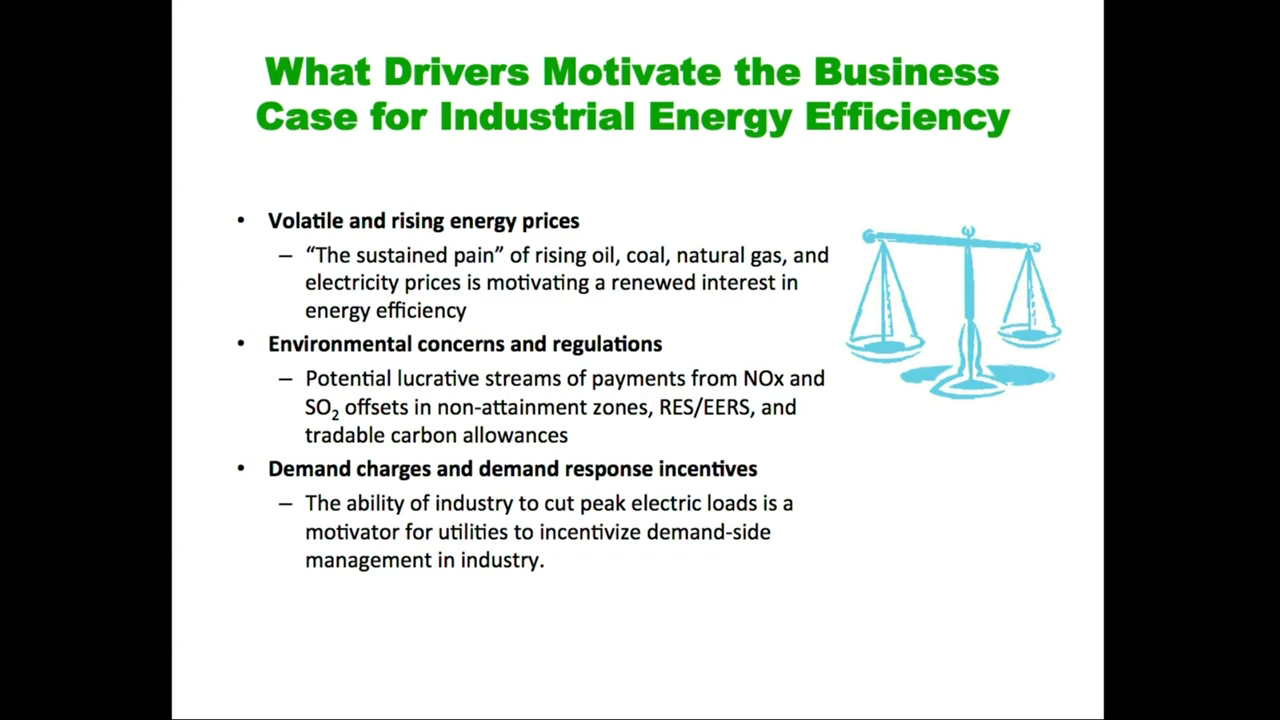 What Drivers Motivate the Business
Case for Industrial Energy Efficiency
• Volatile and rising energy prices
– “The sustained pain” of rising oil, coal, natural gas, and
electricity prices is motivating a renewed interest in
energy efficiency
• Environmental concerns and regulations
– Potential lucrative streams of payments from NOx and
SO₂ offsets in non-attainment zones, RES/EERS, and
tradable carbon allowances
• Demand charges and demand response incentives
– The ability of industry to cut peak electric loads is a
motivator for utilities to incentivize demand-side
management in industry.